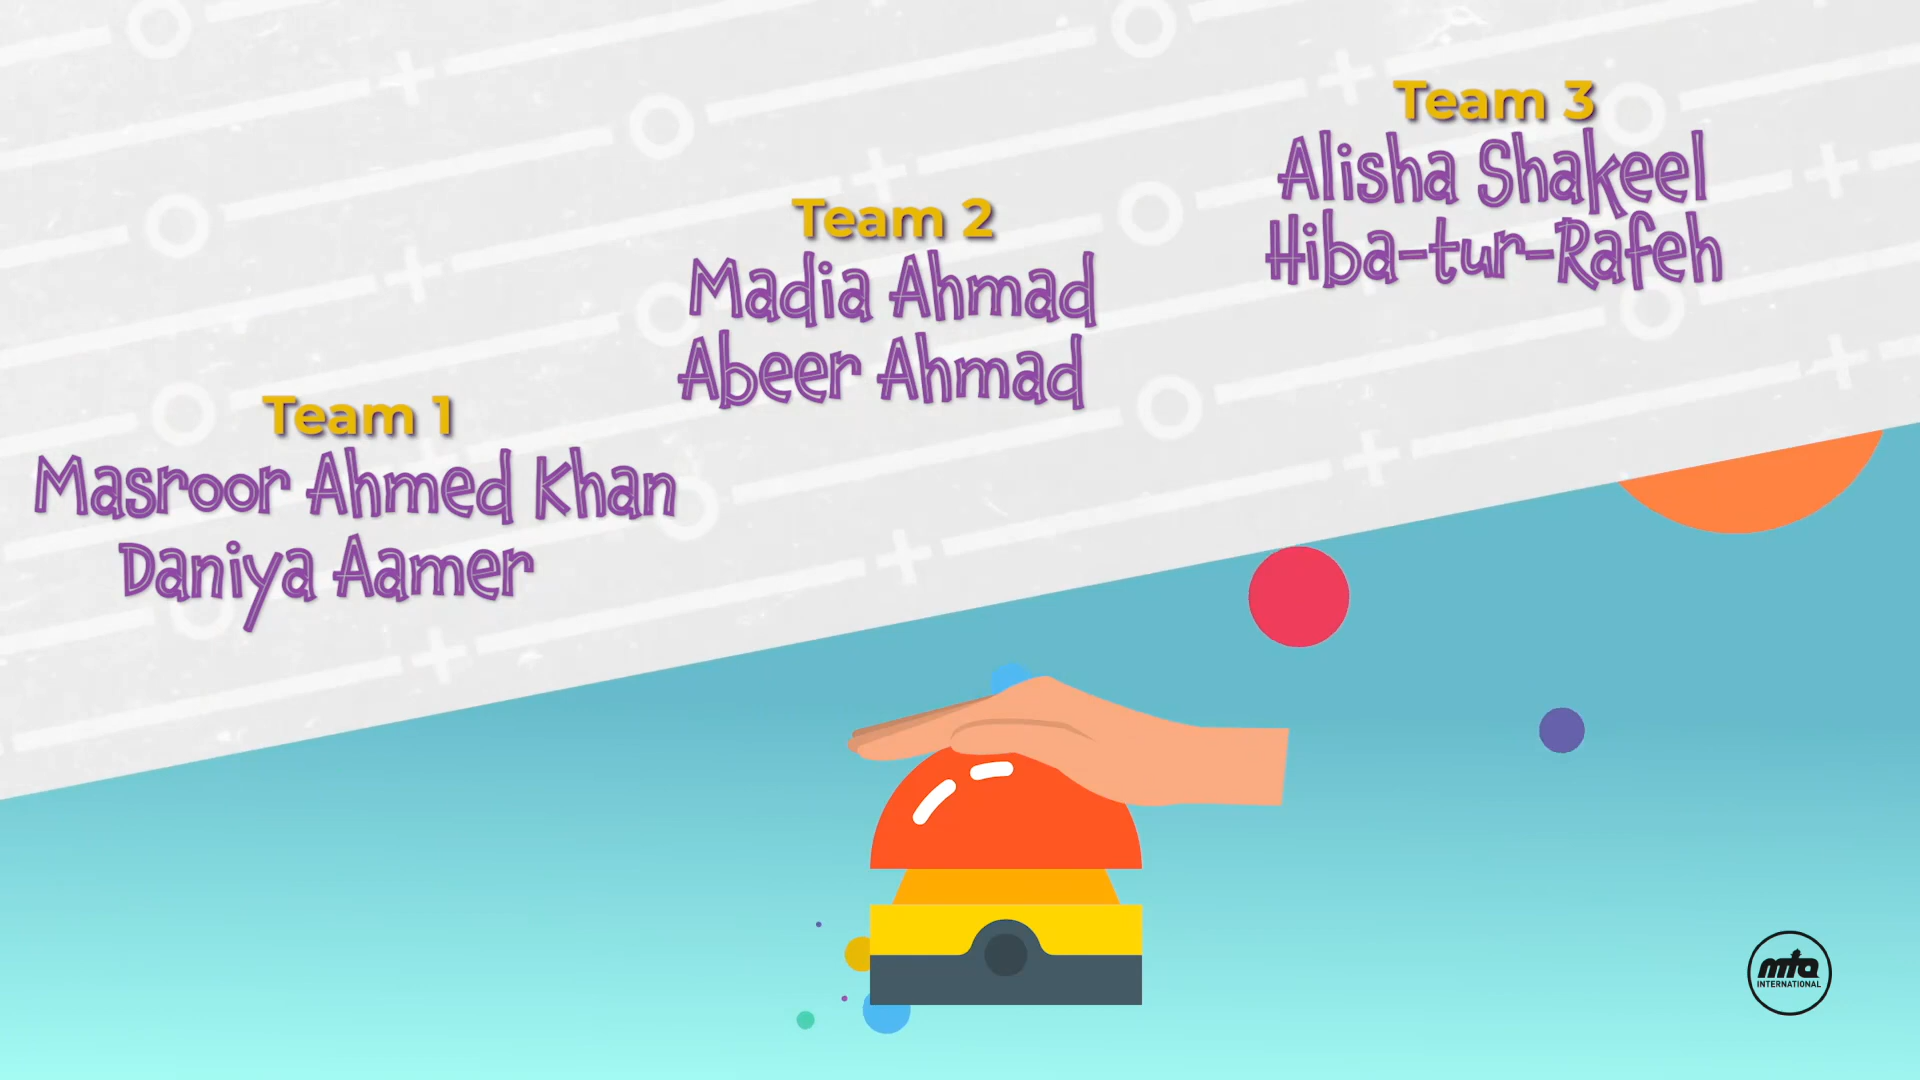 Team 1
Masroor Ahmed Khan
Daniya Aamer
Team 2
Madia Ahmad
Abeer Ahmad
Team 3
Alisha Shakeel
Hiba-tur-Rafeh
mta
INTERNATIONAL